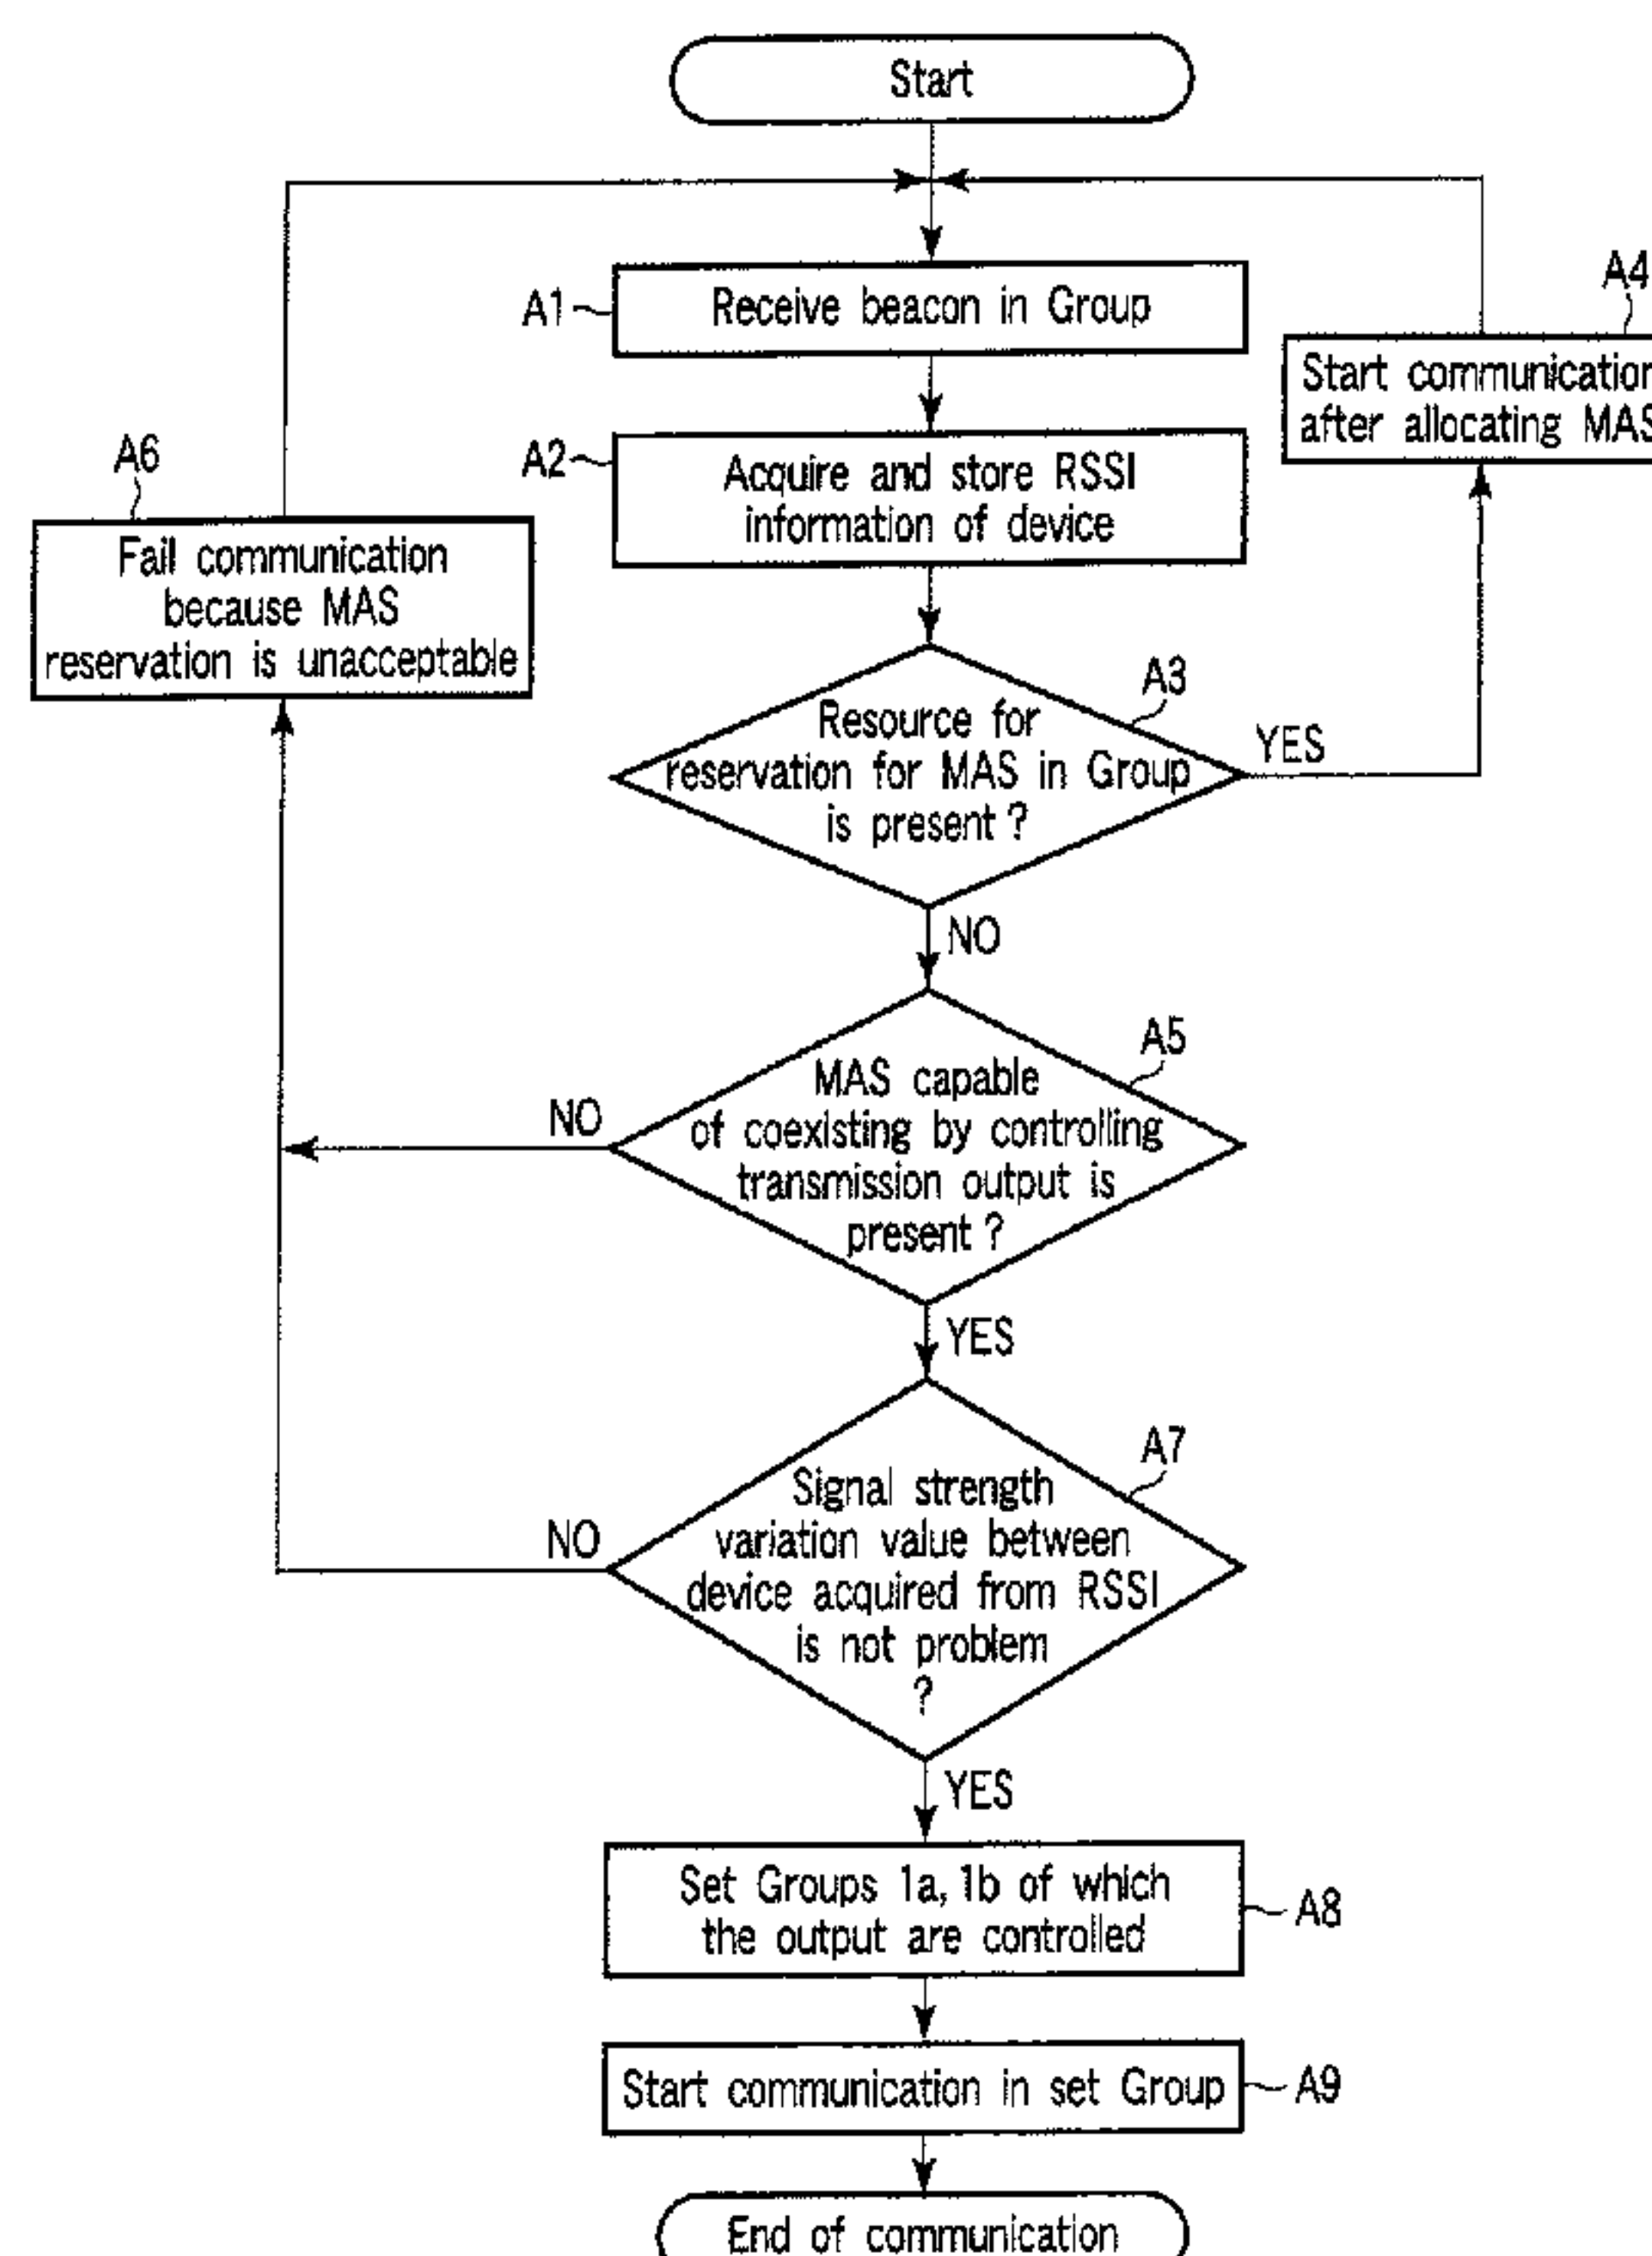 Start
A1
Receive beacon in Group
A4
Start communication
after allocating MAS
A2
Acquire and store RSSI
information of device
A6
Fail communication
because MAS
reservation is unacceptable
A3
Resource for
reservation for MAS in Group
is present ?
YES
NO
A5
MAS capable
of coexisting by controlling
transmission output is
present ?
NO
YES
A7
Signal strength
variation value between
device acquired from RSSI
is not problem
?
NO
YES
Set Groups 1a, 1b of which
the output are controlled
A8
Start communication in set Group
A9
End of communication